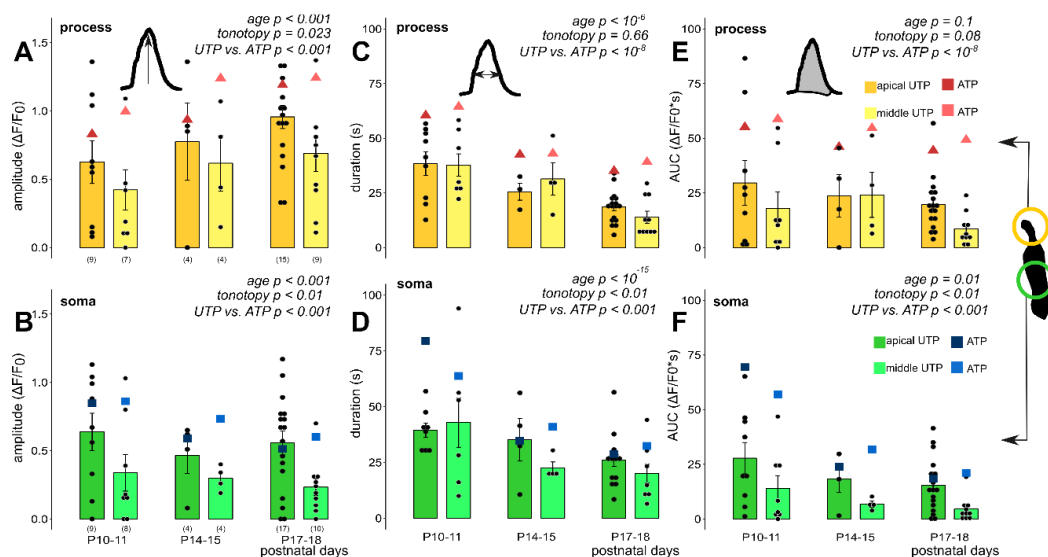 A
process
age p < 0.001
tonotopy p = 0.023
UTP vs. ATP p < 0.001
amplitude (ΔF/F0)
1.5
1.0
0.5
0.0
(9)
(7)
(4)
(4)
(15)
(9)
C
process
age p < 10-6
tonotopy p = 0.66
UTP vs. ATP p < 10-8
duration (s)
100
75
50
25
0
E
process
age p = 0.1
tonotopy p = 0.08
UTP vs. ATP p < 10-8
AUC (ΔF/F0*s)
100
75
50
25
0
apical UTP
ATP
middle UTP
ATP
B
soma
age p < 0.001
tonotopy p < 0.01
UTP vs. ATP p < 0.001
amplitude (ΔF/F0)
1.5
1.0
0.5
0.0
(9)
(8)
(4)
(4)
(17)
(10)
P10-11
P14-15
P17-18
postnatal days
D
soma
age p < 10-15
tonotopy p < 0.01
UTP vs. ATP p < 0.001
duration (s)
100
75
50
25
0
P10-11
P14-15
P17-18
postnatal days
F
soma
age p = 0.01
tonotopy p = 0.01
UTP vs. ATP p < 0.001
AUC (ΔF/F0*s)
100
75
50
25
0
apical UTP
ATP
middle UTP
ATP
P10-11
P14-15
P17-18
postnatal days